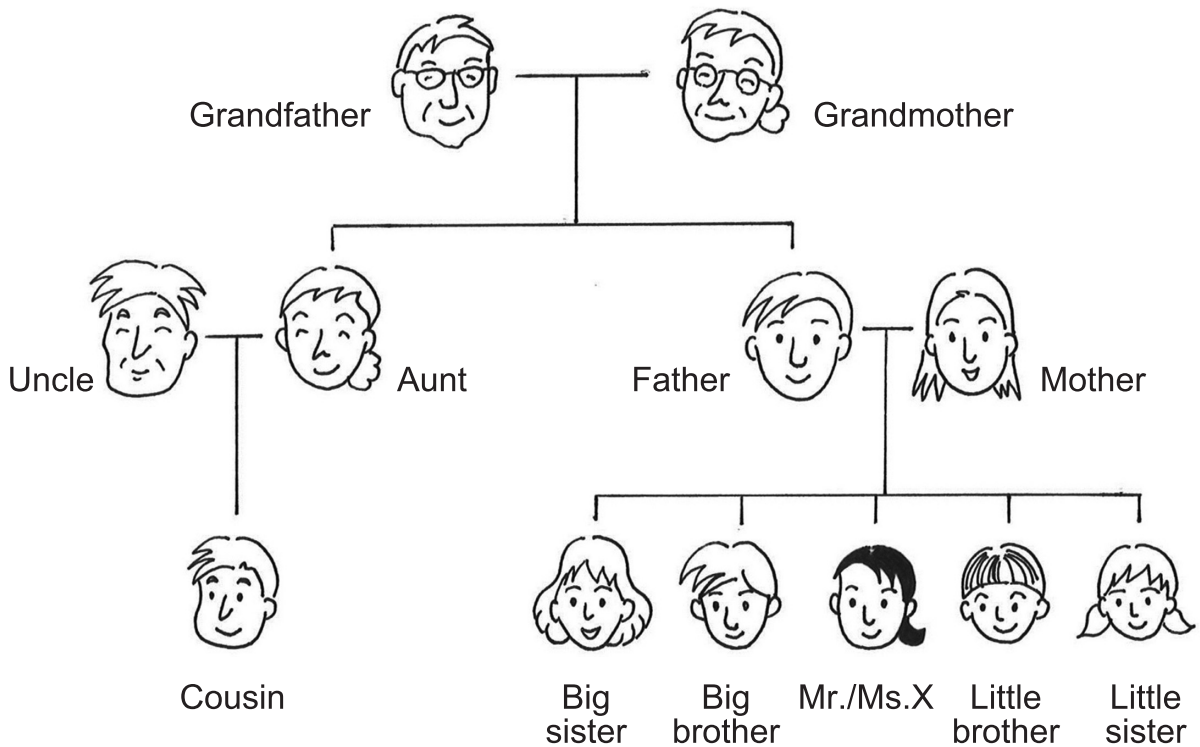 Grandfather
Grandmother
Uncle
Aunt
Father
Mother
Cousin
Big
sister
Big
brother
Mr./Ms.X
Little
brother
Little
sister